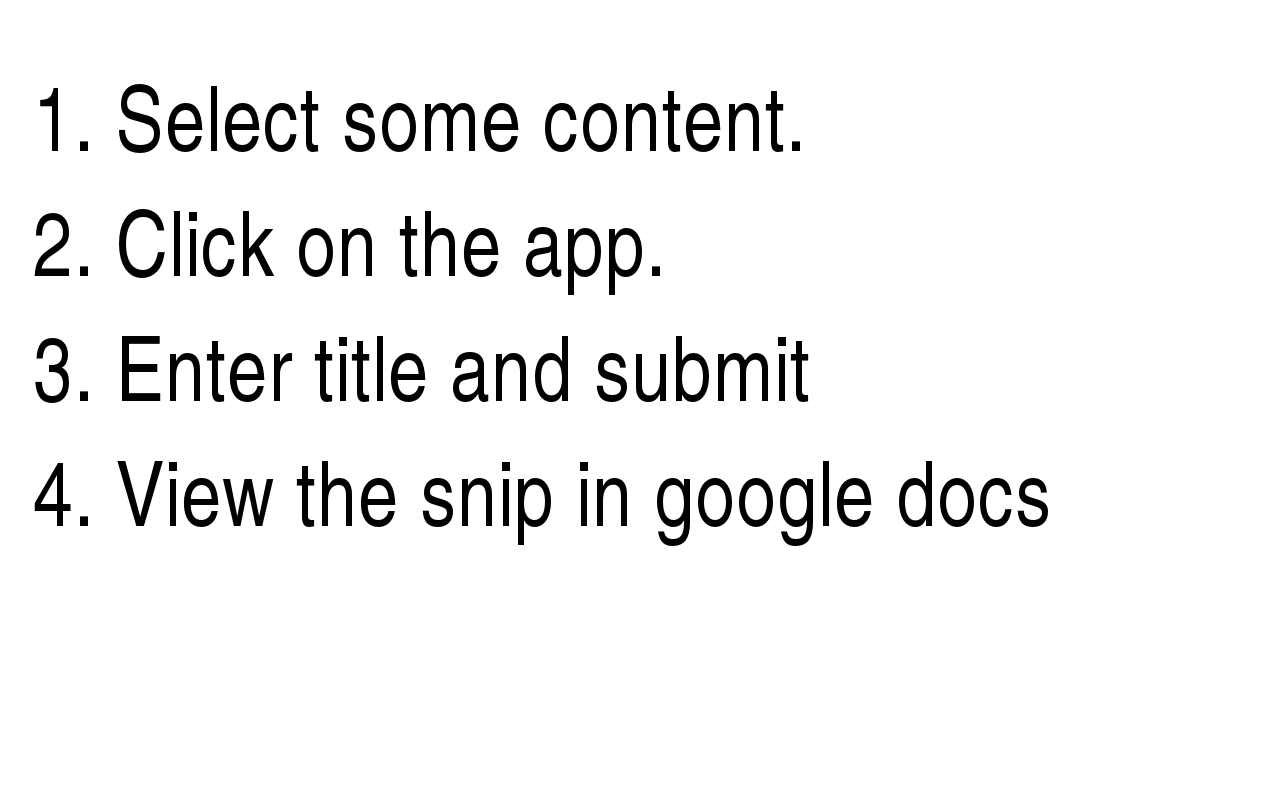 1. Select some content.
2. Click on the app.
3. Enter title and submit
4. View the snip in google docs